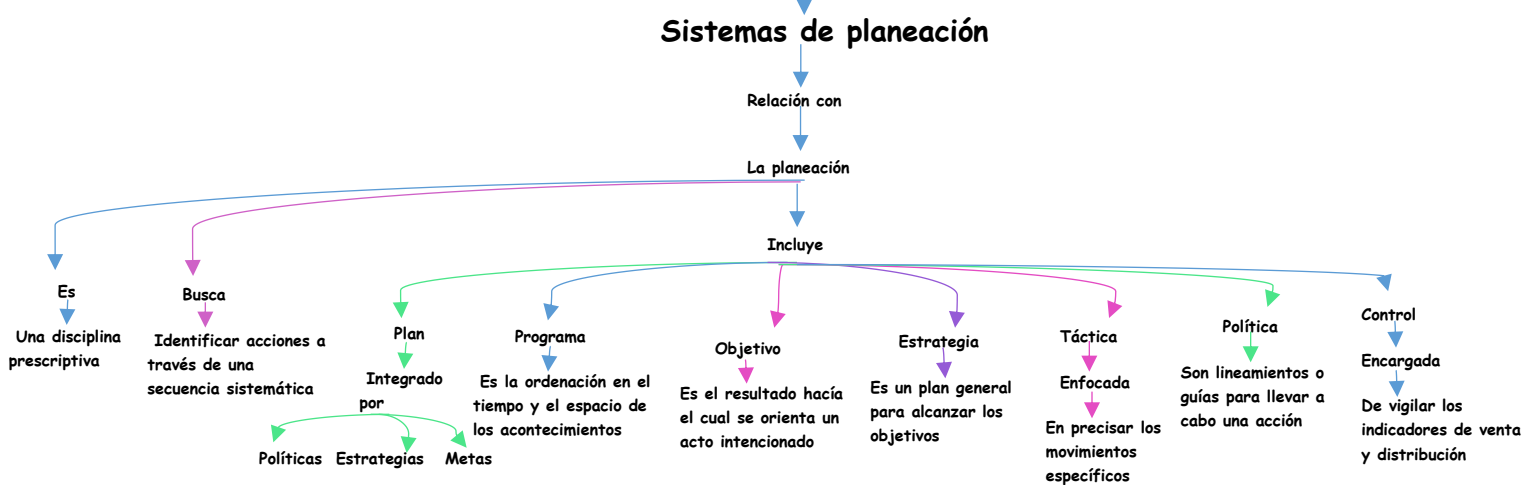 Sistemas de planeación
Relación con
La planeación
Es
Una disciplina
prescriptiva
Busca
Identificar acciones a
través de una
secuencia sistemática
Incluye
Plan
Integrado
por
Políticas
Estrategias
Metas
Programa
Es la ordenación en el
tiempo y el espacio de
los acontecimientos
Objetivo
Es el resultado hacía
el cual se orienta un
acto intencionado
Estrategia
Es un plan general
para alcanzar los
objetivos
Táctica
Enfocada
En precisar los
movimientos
específicos
Política
Son lineamientos o
guías para llevar a
cabo una acción
Control
Encargada
De vigilar los
indicadores de venta
y distribución